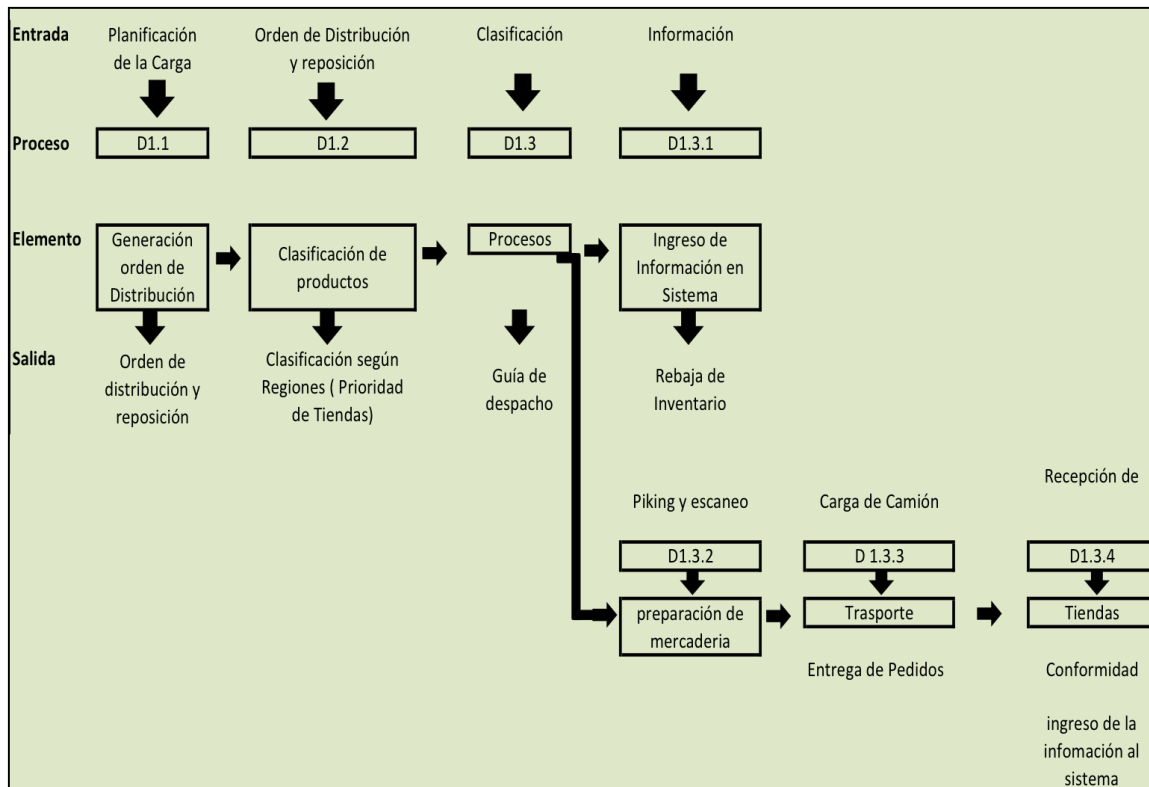 Entrada
Planificación
de la Carga
Orden de Distribución
y reposición
Clasificación
Información
Proceso
D1.1
D1.2
D1.3
D1.3.1
Elemento
Generación
orden de
Distribución
Clasificación de
productos
Procesos
Ingreso de
Información en
Sistema
Salida
Orden de
distribución y
reposición
Clasificación según
Regiones ( Prioridad
de Tiendas)
Guía de
despacho
Rebaja de
Inventario
Piking y escaneo
Carga de Camión
Recepción de
D1.3.2
D 1.3.3
D1.3.4
preparación de
mercaderia
Trasporte
Tiendas
Entrega de Pedidos
Conformidad
ingreso de la
infomación al
sistema